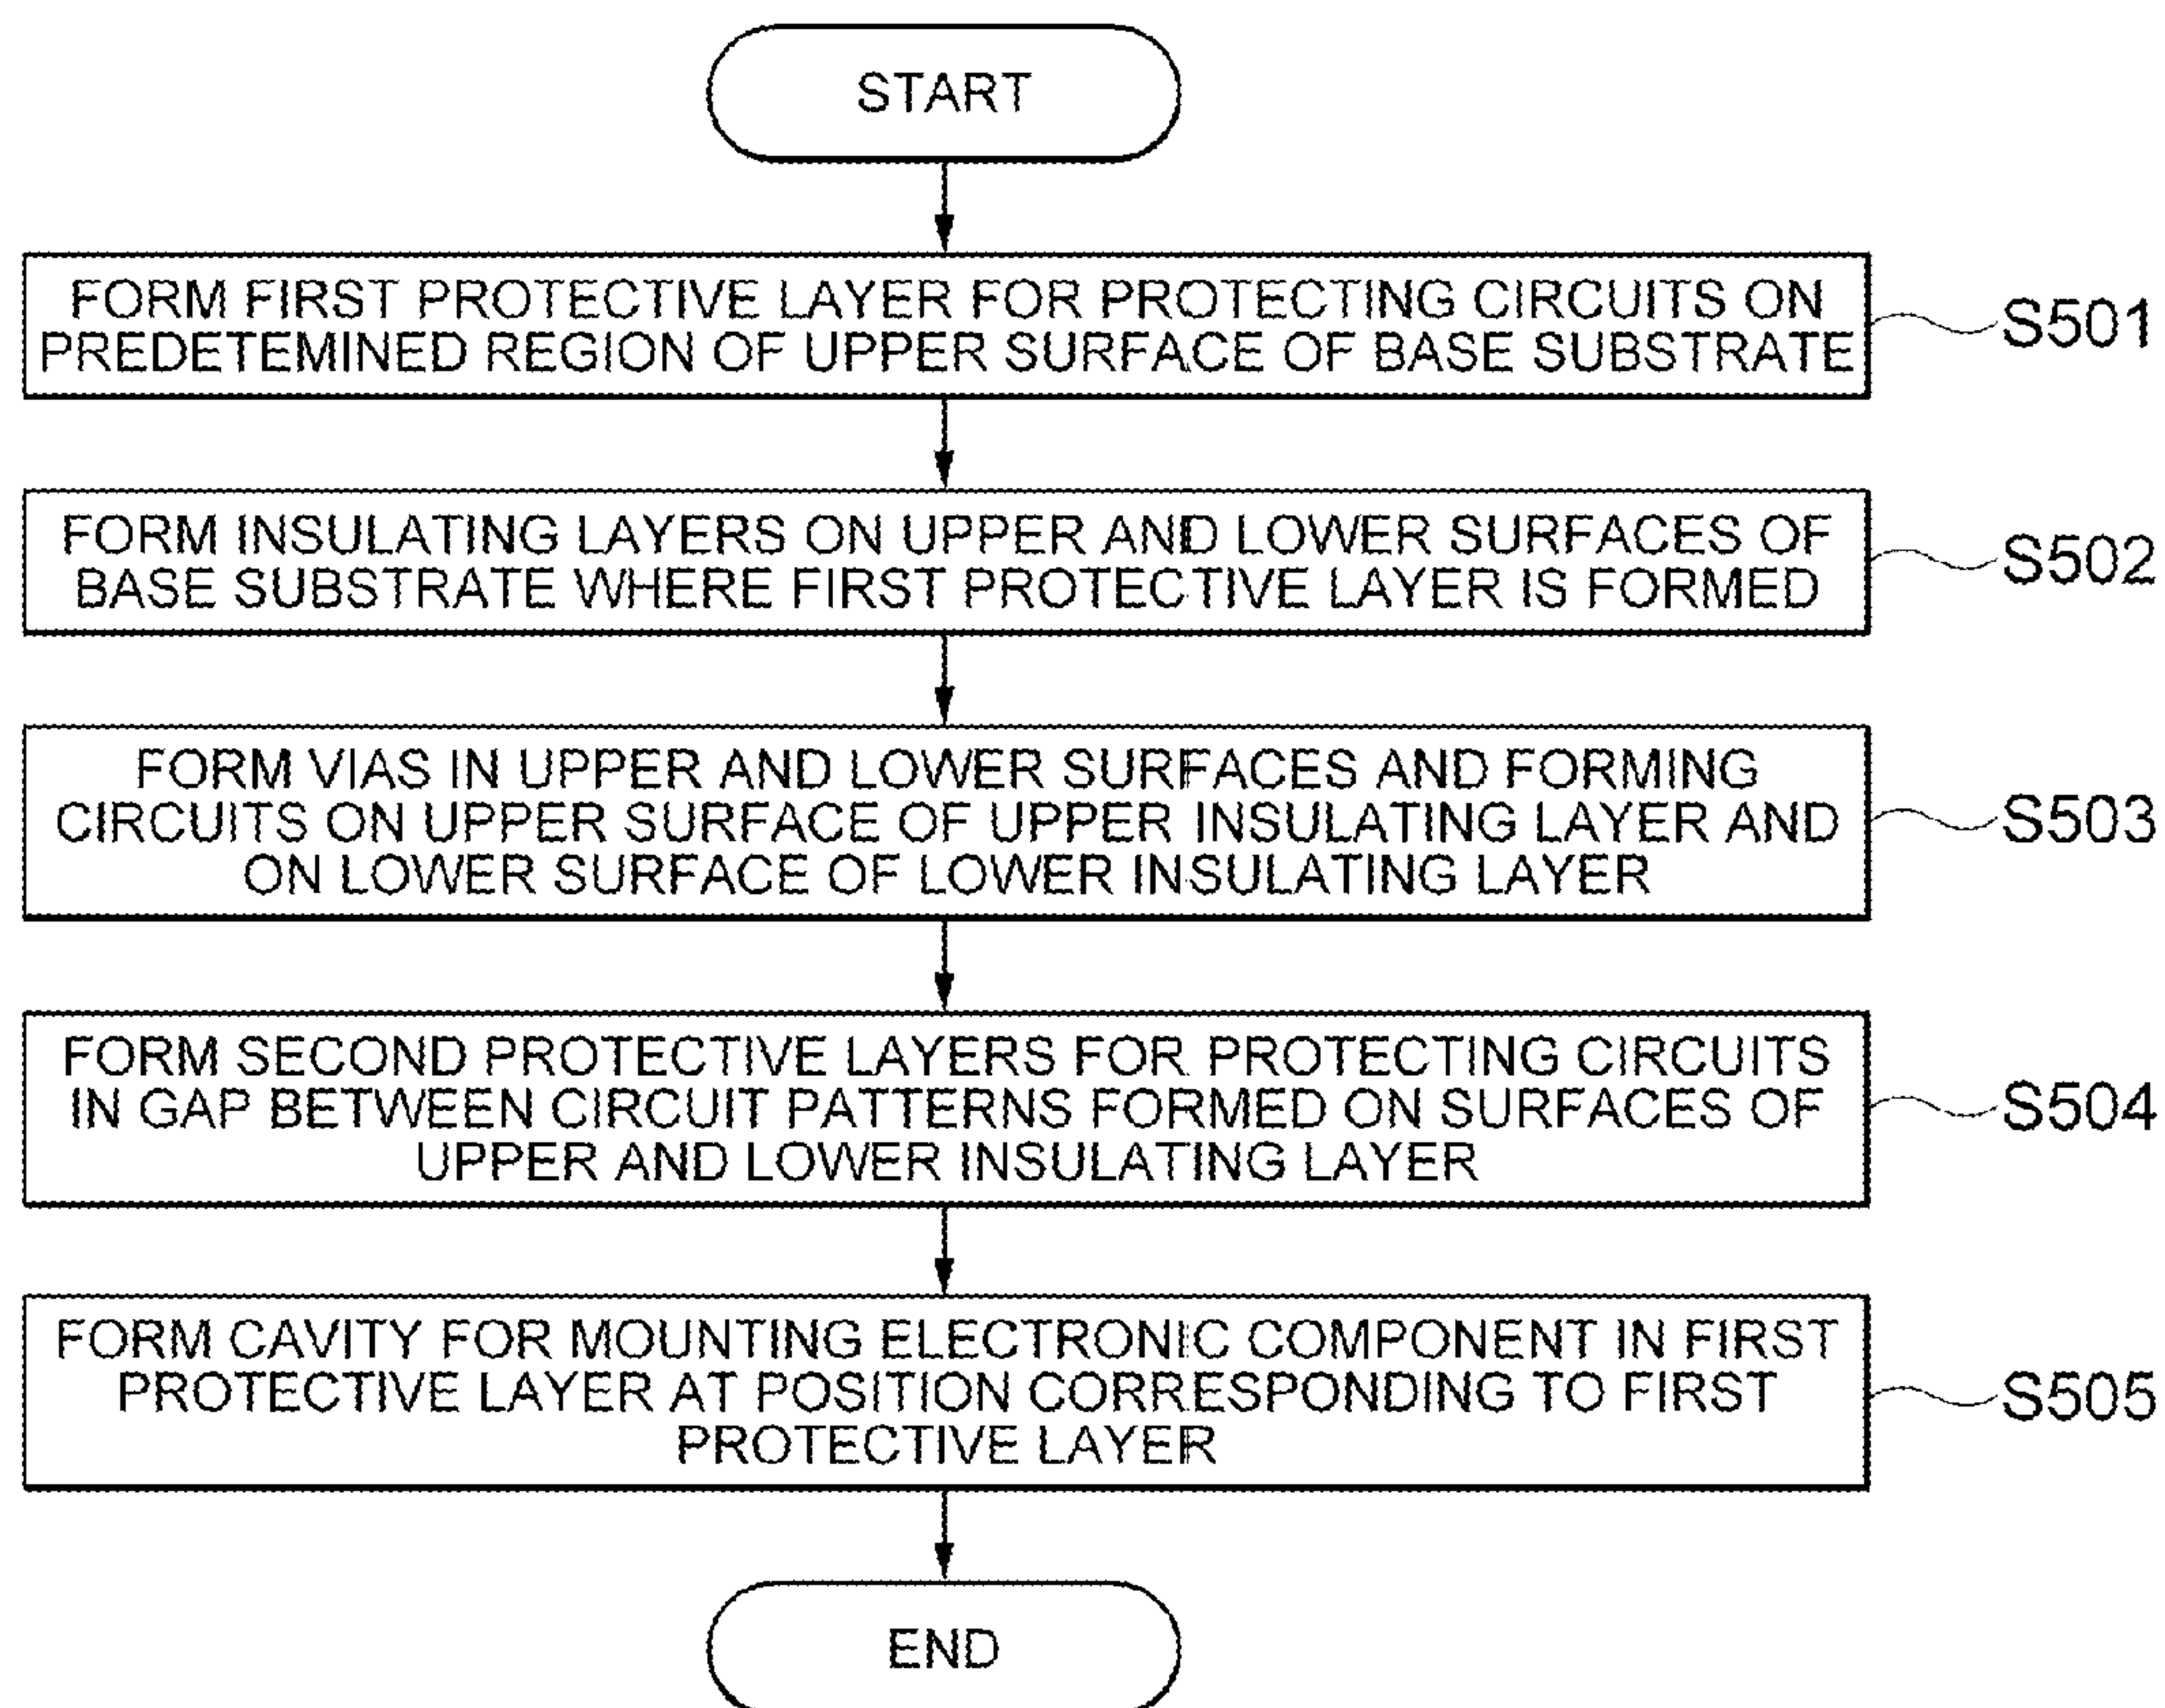 START
FORM FIRST PROTECTIVE LAYER FOR PROTECTING CIRCUITS ON
PREDETEMINED REGION OF UPPER SURFACE OF BASE SUBSTRATE
S501
FORM INSULATING LAYERS ON UPPER AND LOWER SURFACES OF
BASE SUBSTRATE WHERE FIRST PROTECTIVE LAYER IS FORMED
S502
FORM VIAS IN UPPER AND LOWER SURFACES AND FORMING
CIRCUITS ON UPPER SURFACE OF UPPER INSULATING LAYER AND
ON LOWER SURFACE OF LOWER INSULATING LAYER
S503
FORM SECOND PROTECTIVE LAYERS FOR PROTECTING CIRCUITS
IN GAP BETWEEN CIRCUIT PATTERNS FORMED ON SURFACES OF
UPPER AND LOWER INSULATING LAYER
S504
FORM CAVITY FOR MOUNTING ELECTRONIC COMPONENT IN FIRST
PROTECTIVE LAYER AT POSITION CORRESPONDING TO FIRST
PROTECTIVE LAYER
S505
END